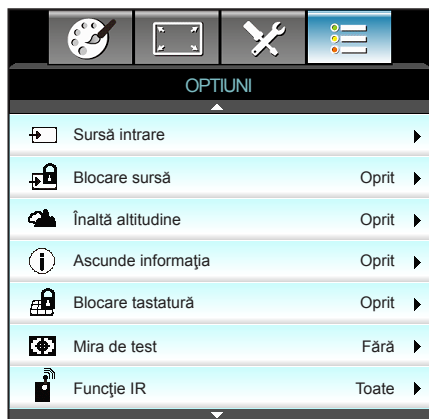 OPTIUNI
Sursă intrare
Blocare sursă Oprit
Înaltă altitudine Oprit
Ascunde informaţia Oprit
Blocare tastatură Oprit
Mira de test Fără
Funcţie IR Toate